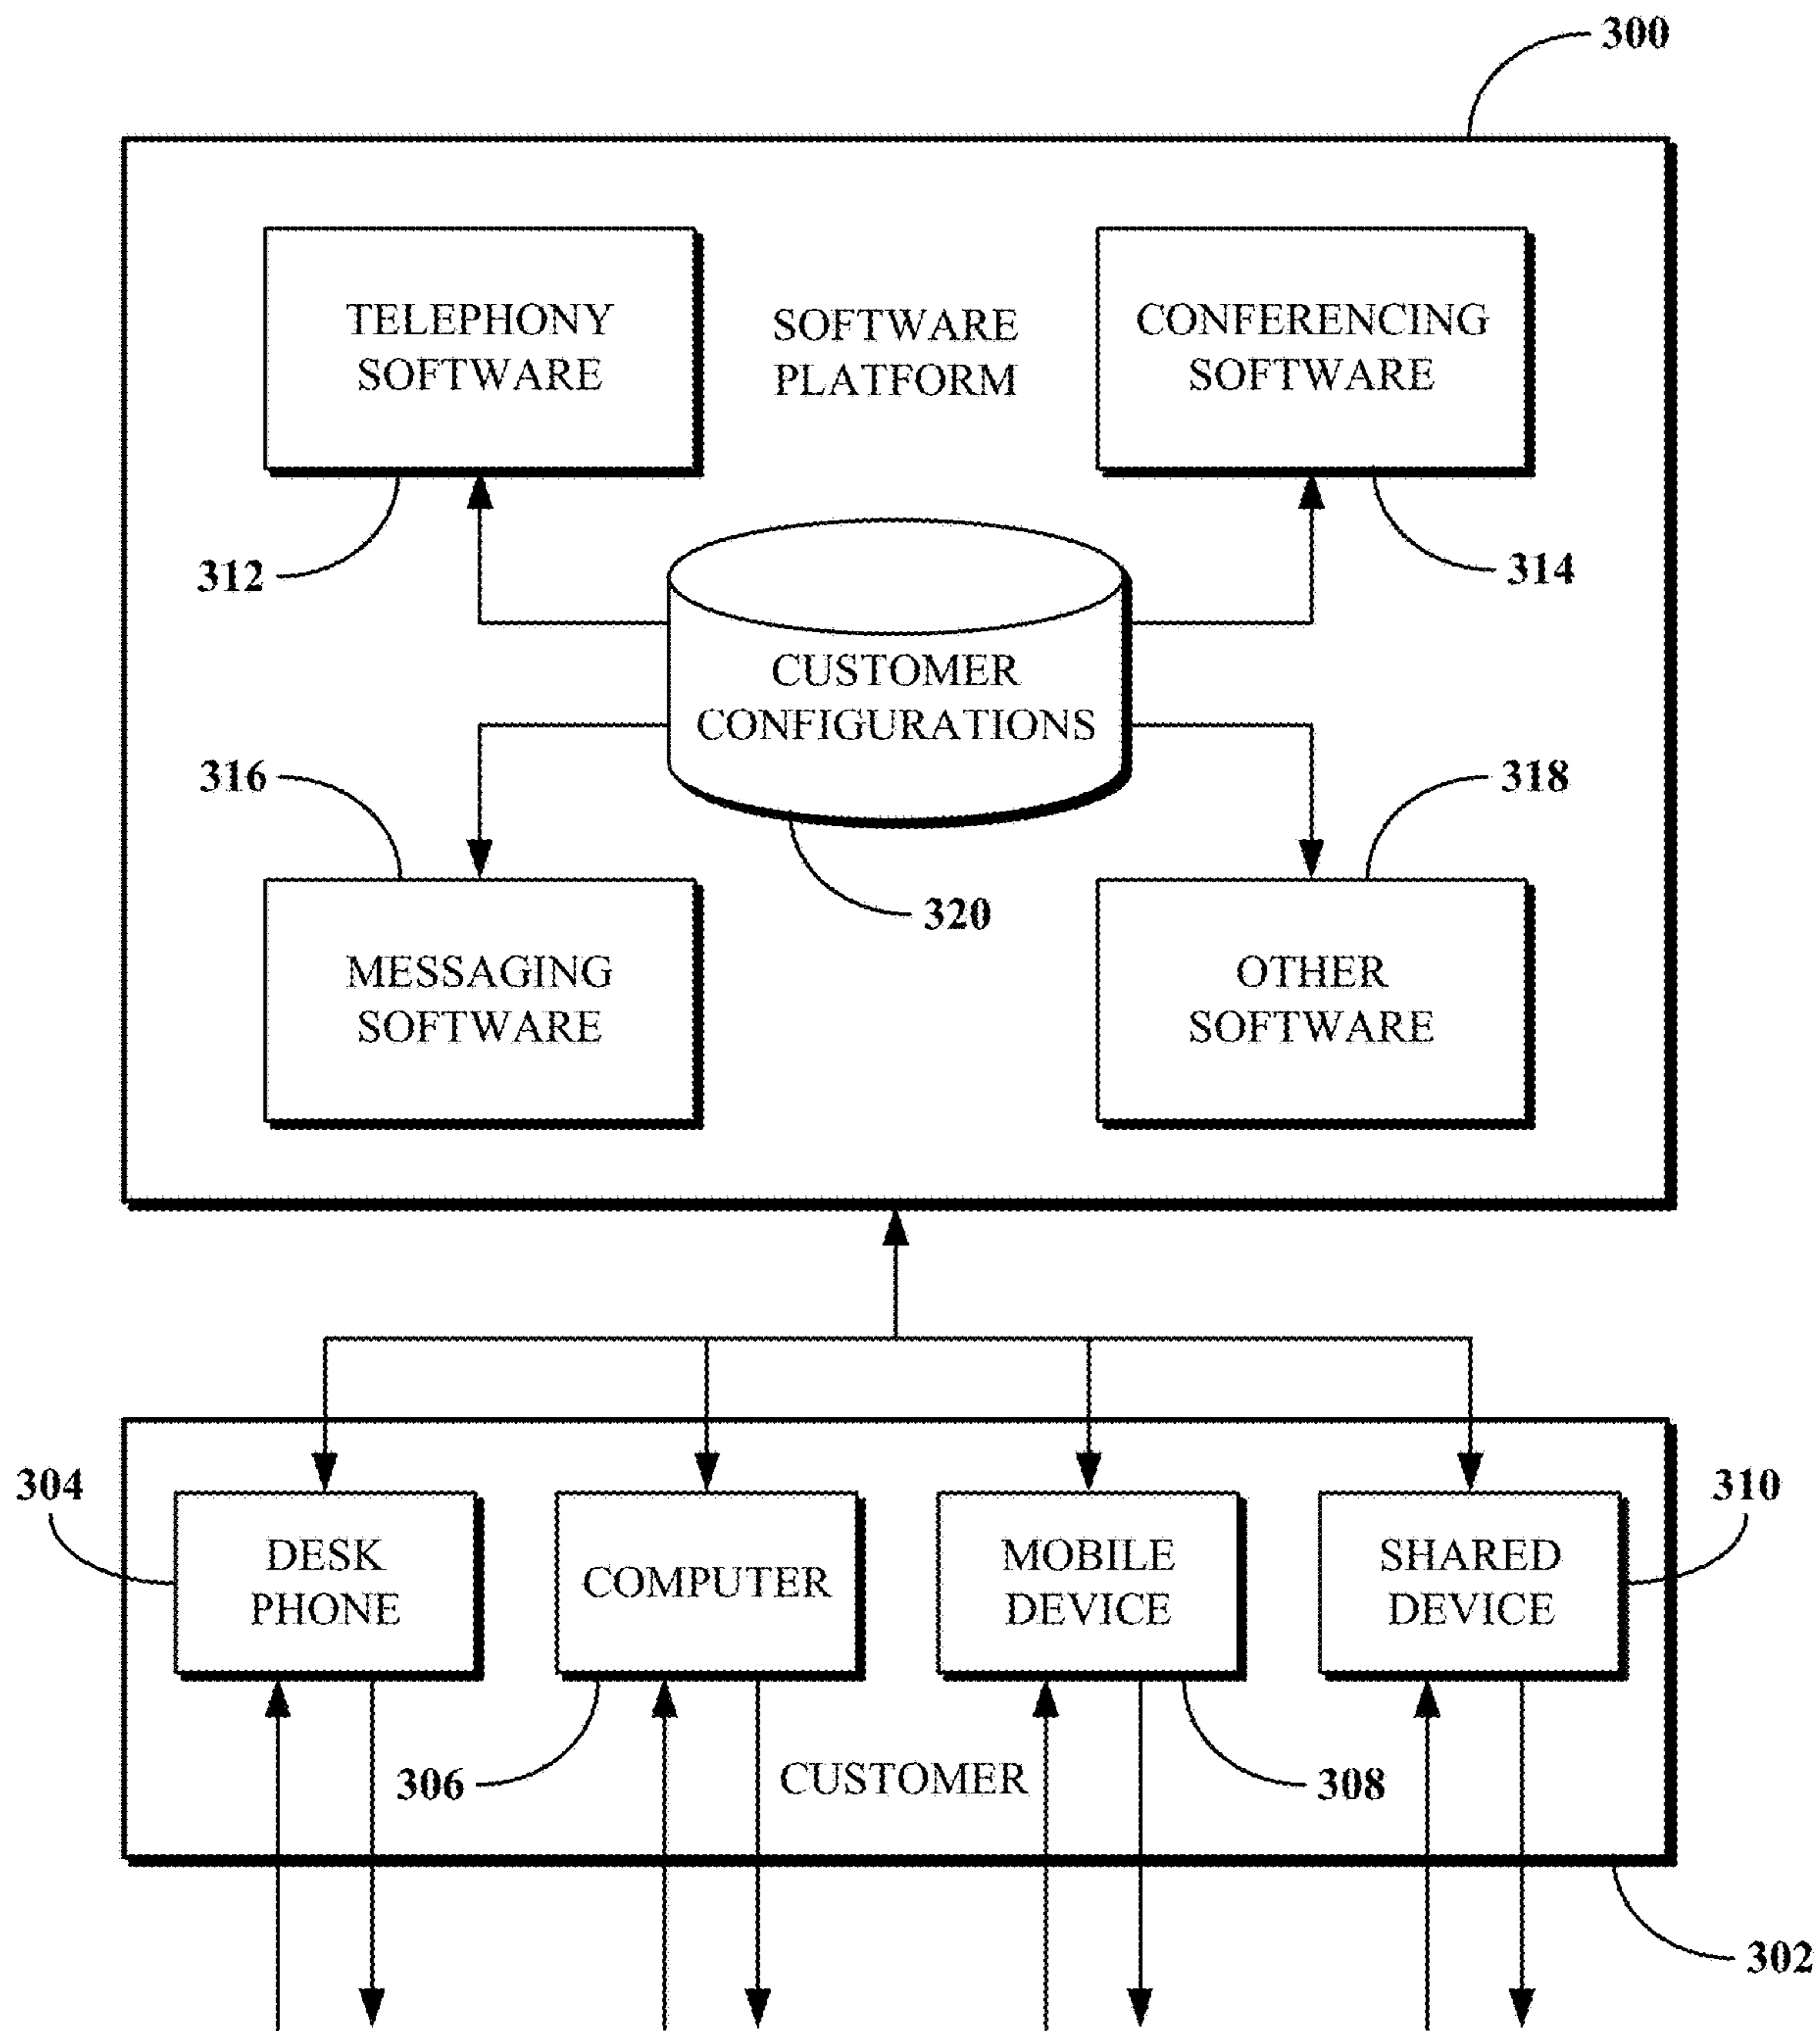 300
TELEPHONY
SOFTWARE
SOFTWARE
PLATFORM
CONFERENCING
SOFTWARE
312
314
CUSTOMER
CONFIGURATIONS
316
318
320
MESSAGING
SOFTWARE
OTHER
SOFTWARE
304
310
DESK
PHONE
COMPUTER
MOBILE
DEVICE
SHARED
DEVICE
306
CUSTOMER
308
302